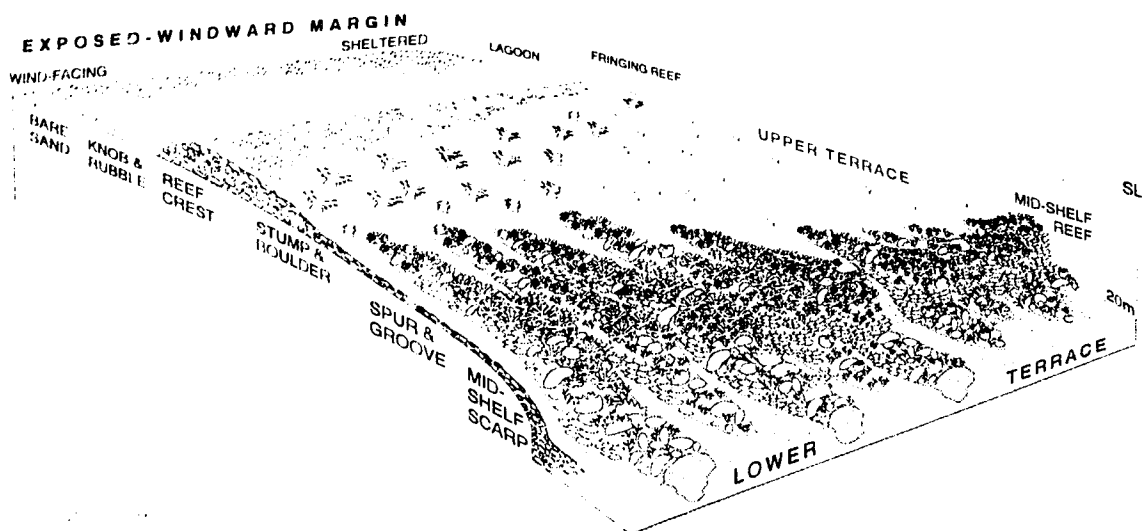 EXPOSED-WINDWARD MARGIN
WIND-FACING
SHELTERED
LAGOON
FRINGING REEF
BARE
SAND
KNOB &
RUBBLE
REEF
CREST
STUMP &
BOULDER
SPUR &
GROOVE
MID-
SHELF
SCARP
UPPER TERRACE
MID-SHELF
REEF
SL
20m
LOWER TERRACE